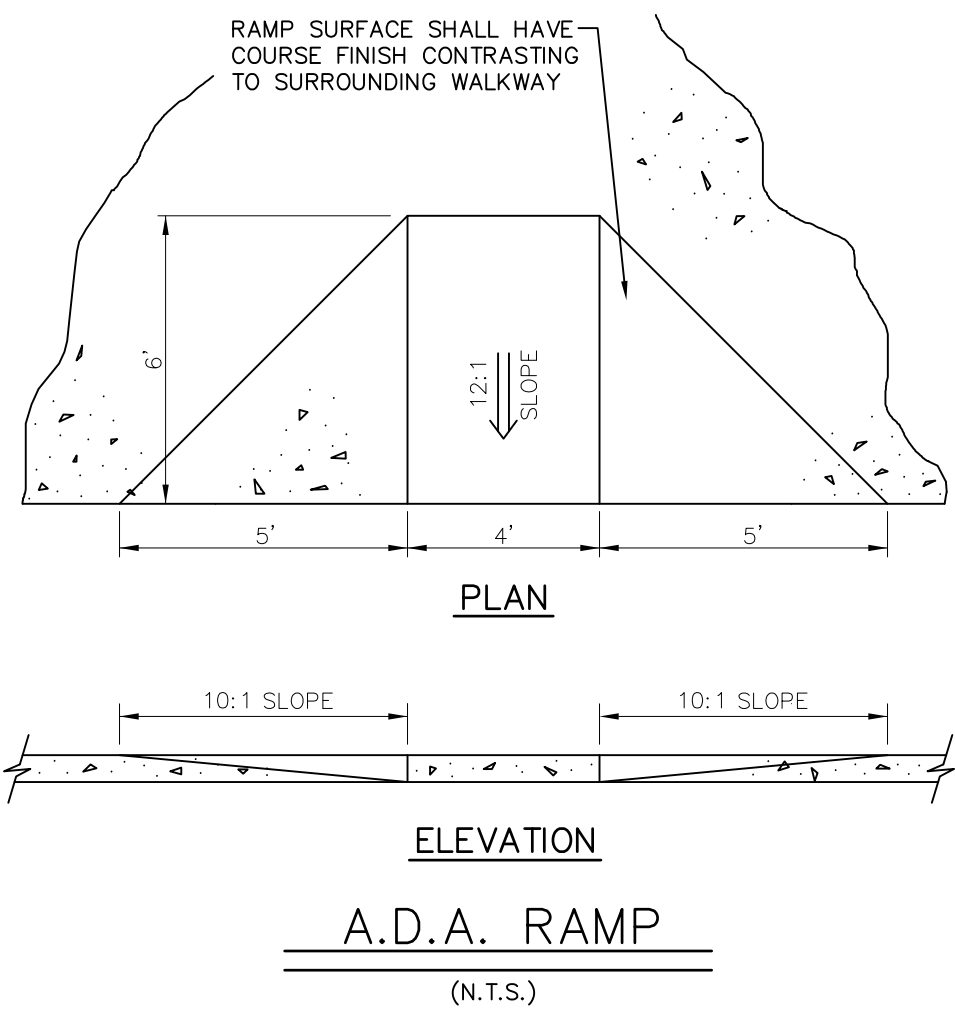 RAMP SURFACE SHALL HAVE
COURSE FINISH CONTRASTING
TO SURROUNDING WALKWAY
6'
12:1
SLOPE
5'
4'
5'
PLAN
10:1 SLOPE
10:1 SLOPE
ELEVATION
A.D.A. RAMP
(N.T.S.)